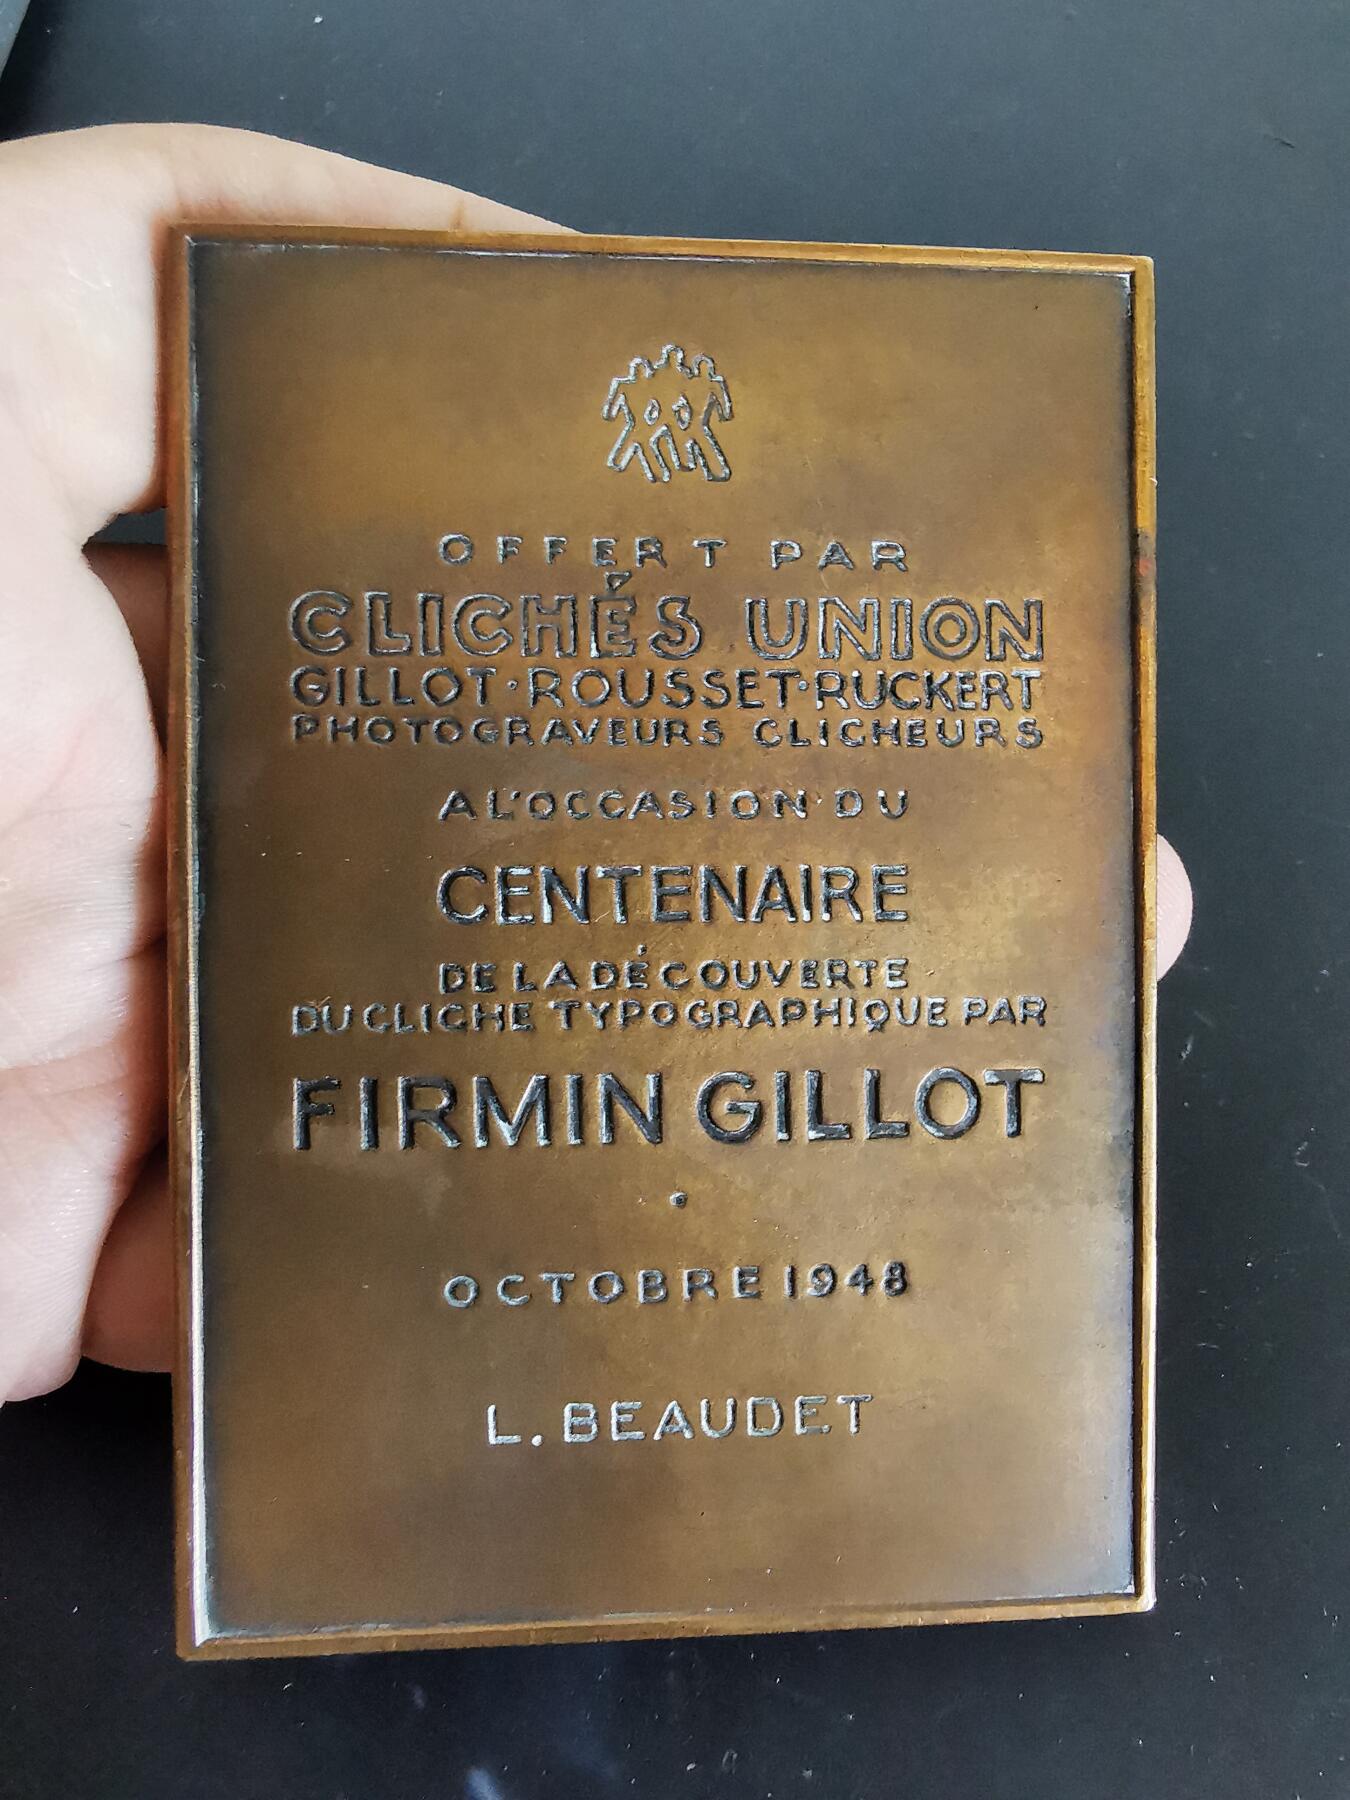 OFFERT PAR
CLICHÉS UNION
GILLOT·ROUSSET·RUCKERT
PHOTOGRAVEURS CLICHEURS
A L'OCCASION DU
CENTENAIRE
DE LA DÉCOUVERTE
DU CLICHE TYPOGRAPHIQUE PAR
FIRMIN GILLOT
OCTOBRE 1948
L. BEAUDET